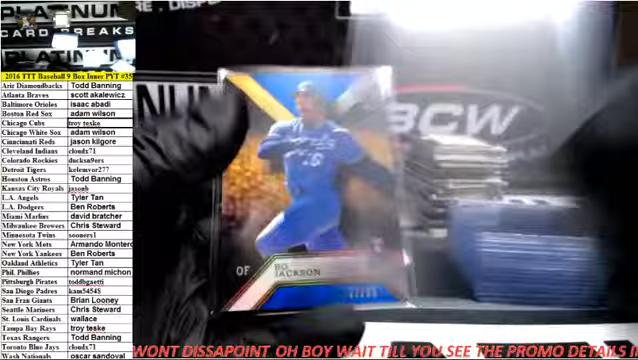 PLATINUM
CARD BREAKS
PLATINUM
2016 TTT Baseball 9 Box Inner PYT #35
Ariz Diamondbacks Todd Banning
Atlanta Braves scott akalewicz
Baltimore Orioles isaac abadi
Boston Red Sox adam wilson
Chicago Cubs troy teske
Chicago White Sox adam wilson
Cincinnati Reds jason kilgore
Cleveland Indians cloudx71
Colorado Rockies ducksn9ers
Detroit Tigers kelemvor277
Houston Astros Todd Banning
Kansas City Royals jasonb
L.A. Angels Tyler Tan
L.A. Dodgers Ben Roberts
Miami Marlins david bratcher
Milwaukee Brewers Chris Steward
Minnesota Twins sooners1
New York Mets Armando Montero
New York Yankees Ben Roberts
Oakland Athletics Tyler Tan
Phil. Phillies normand michon
Pittsburgh Pirates toddbgaetti
San Diego Padres kam5454$
San Fran Giants Brian Looney
Seattle Mariners Chris Steward
St. Louis Cardinals wallace
Tampa Bay Rays troy teske
Texas Rangers Todd Banning
Toronto Blue Jays cloudx71
Wash Nationals oscar sandoval
BCW
OF
BO
JACKSON
WONT DISSAPOINT OH BOY WAIT TILL YOU SEE THE PROMO DETAILS